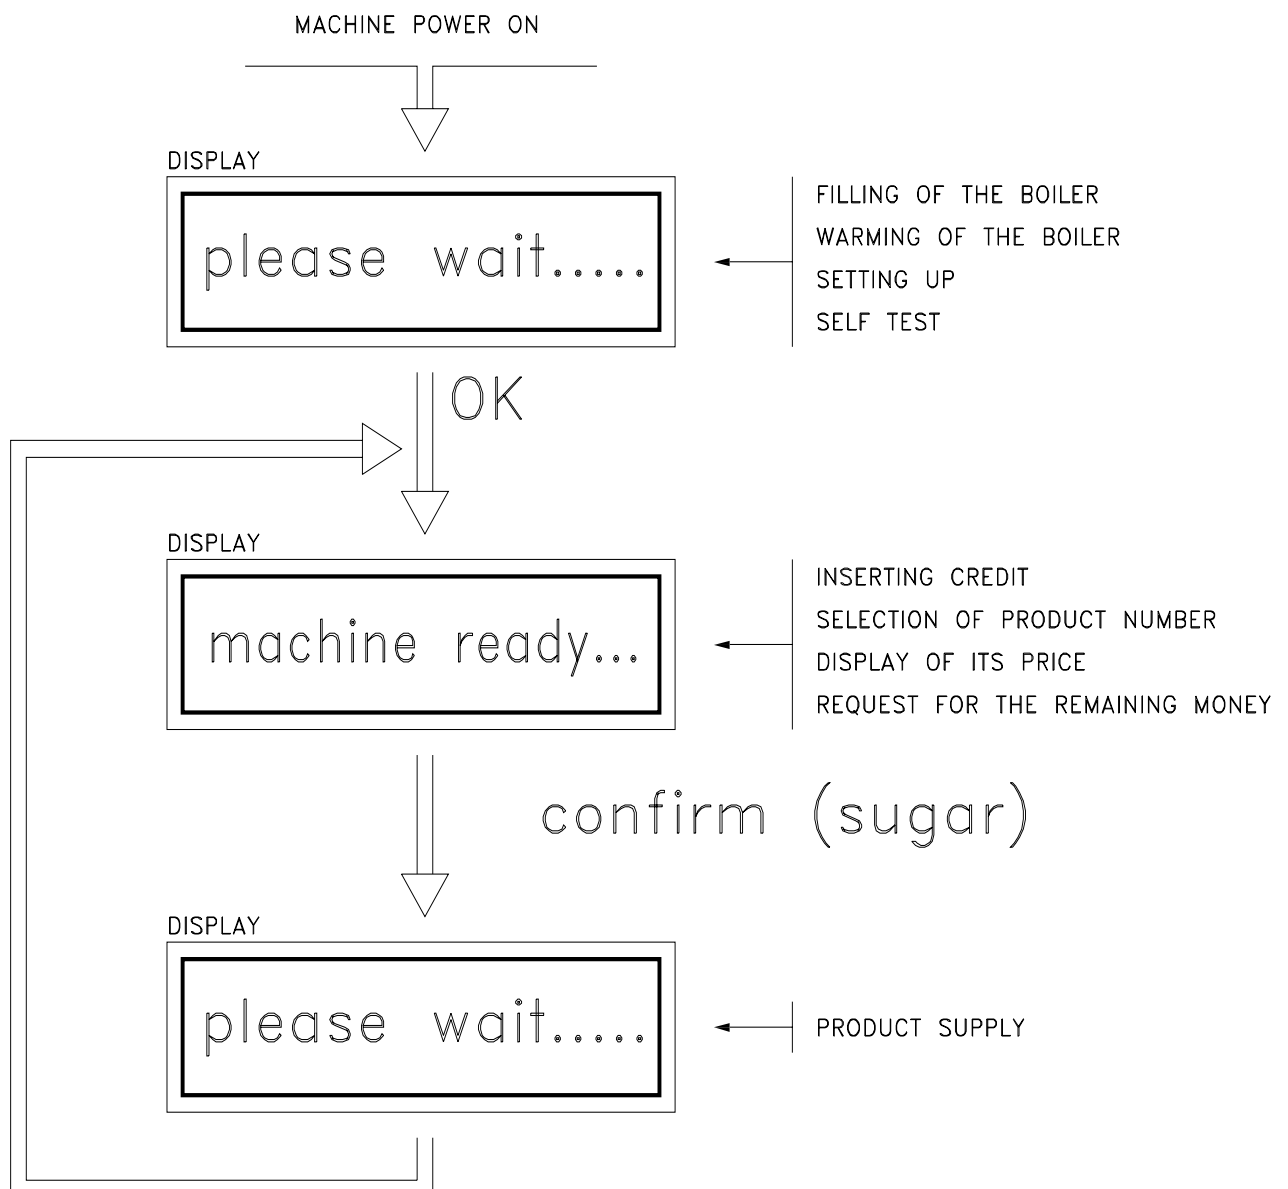 MACHINE POWER ON
DISPLAY
please wait.....
FILLING OF THE BOILER
WARMING OF THE BOILER
SETTING UP
SELF TEST
OK
DISPLAY
machine ready...
INSERTING CREDIT
SELECTION OF PRODUCT NUMBER
DISPLAY OF ITS PRICE
REQUEST FOR THE REMAINING MONEY
confirm (sugar)
DISPLAY
please wait.....
PRODUCT SUPPLY